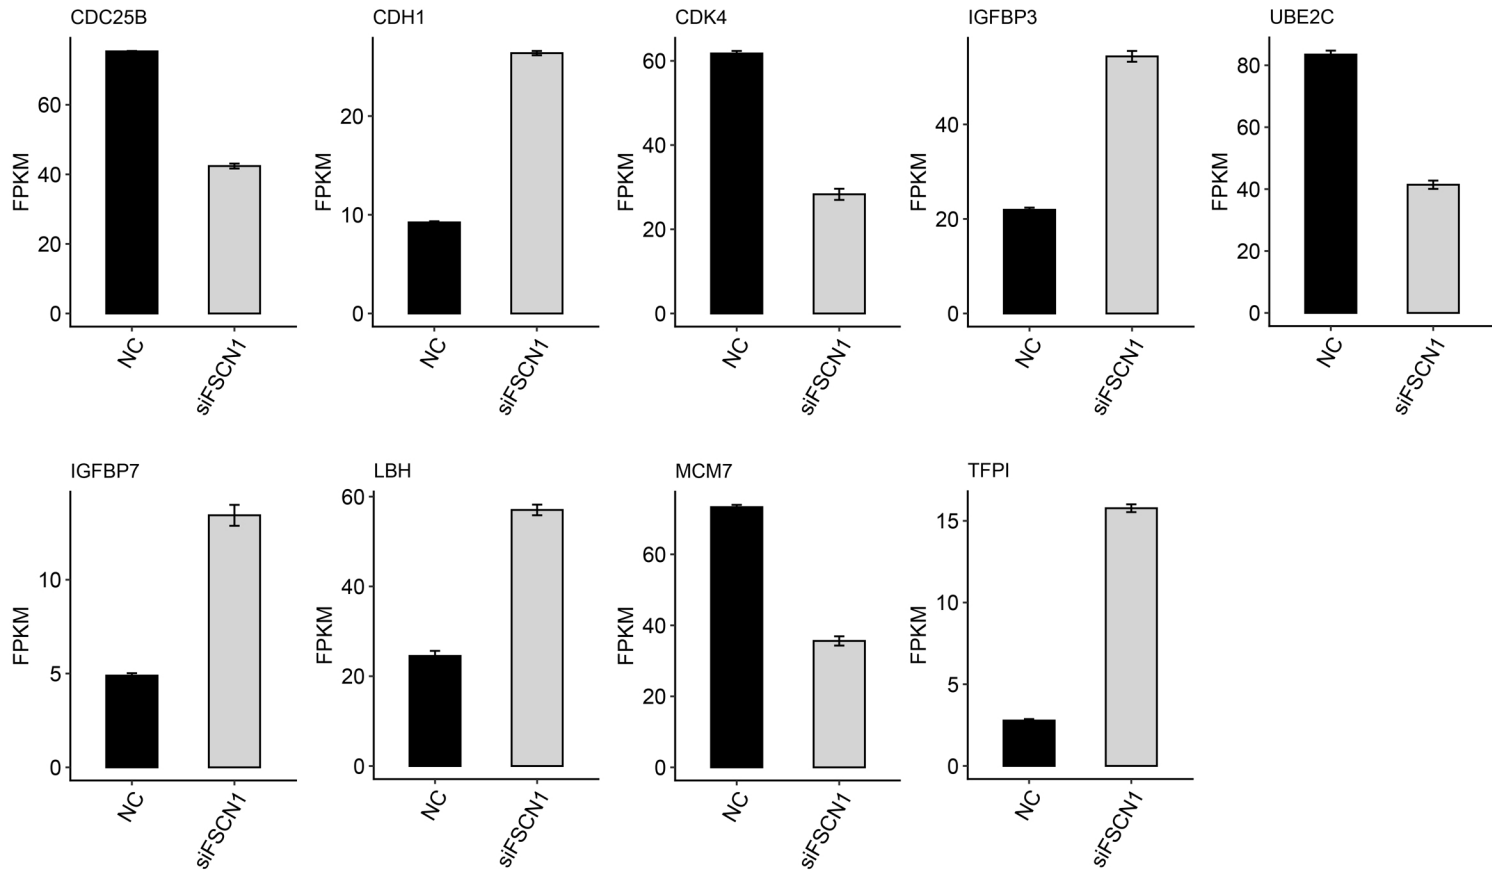 CDC25B
CDH1
CDK4
IGFBP3
UBE2C
FPKM
60
40
20
0
NC
siFSCN1
FPKM
20
10
0
NC
siFSCN1
FPKM
60
40
20
0
NC
siFSCN1
FPKM
40
20
0
NC
siFSCN1
FPKM
80
60
40
20
0
NC
siFSCN1
IGFBP7
LBH
MCM7
TFPI
FPKM
10
5
0
NC
siFSCN1
FPKM
60
40
20
0
NC
siFSCN1
FPKM
60
40
20
0
NC
siFSCN1
FPKM
15
10
5
0
NC
siFSCN1